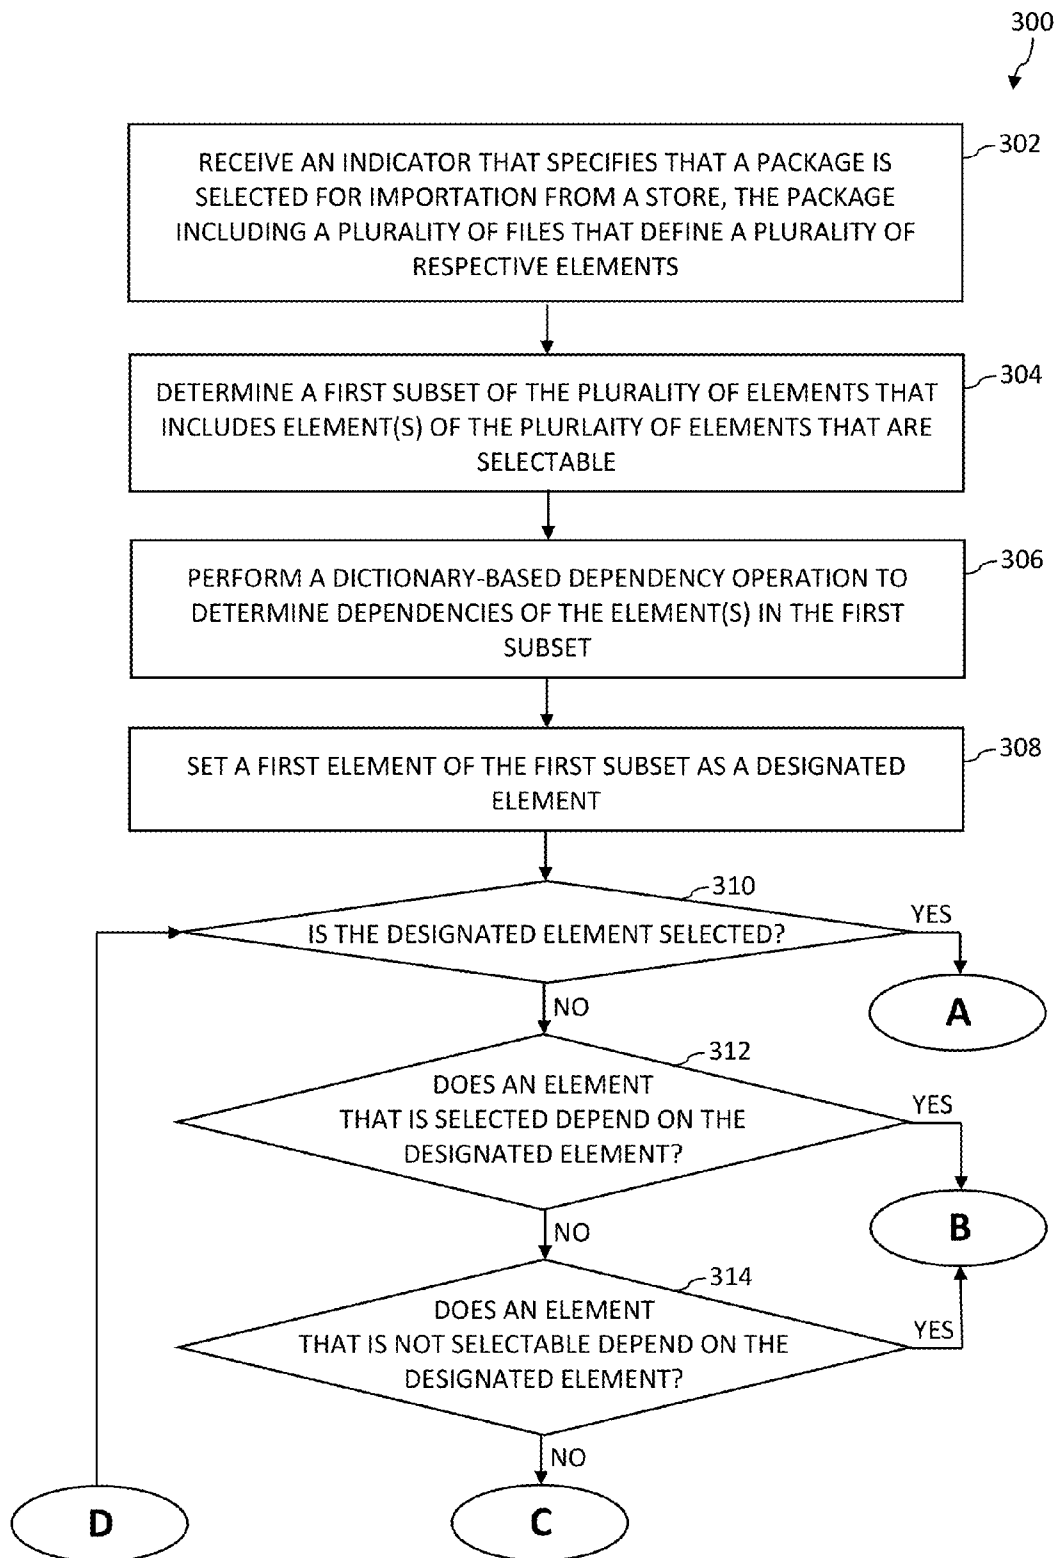 300
RECEIVE AN INDICATOR THAT SPECIFIES THAT A PACKAGE IS
SELECTED FOR IMPORTATION FROM A STORE, THE PACKAGE
INCLUDING A PLURALITY OF FILES THAT DEFINE A PLURALITY OF
RESPECTIVE ELEMENTS
302
DETERMINE A FIRST SUBSET OF THE PLURALITY OF ELEMENTS THAT
INCLUDES ELEMENT(S) OF THE PLURLAITY OF ELEMENTS THAT ARE
SELECTABLE
304
PERFORM A DICTIONARY-BASED DEPENDENCY OPERATION TO
DETERMINE DEPENDENCIES OF THE ELEMENT(S) IN THE FIRST
SUBSET
306
SET A FIRST ELEMENT OF THE FIRST SUBSET AS A DESIGNATED
ELEMENT
308
310
IS THE DESIGNATED ELEMENT SELECTED?
YES
A
NO
312
DOES AN ELEMENT
THAT IS SELECTED DEPEND ON THE
DESIGNATED ELEMENT?
YES
B
NO
314
DOES AN ELEMENT
THAT IS NOT SELECTABLE DEPEND ON THE
DESIGNATED ELEMENT?
YES
NO
D
C